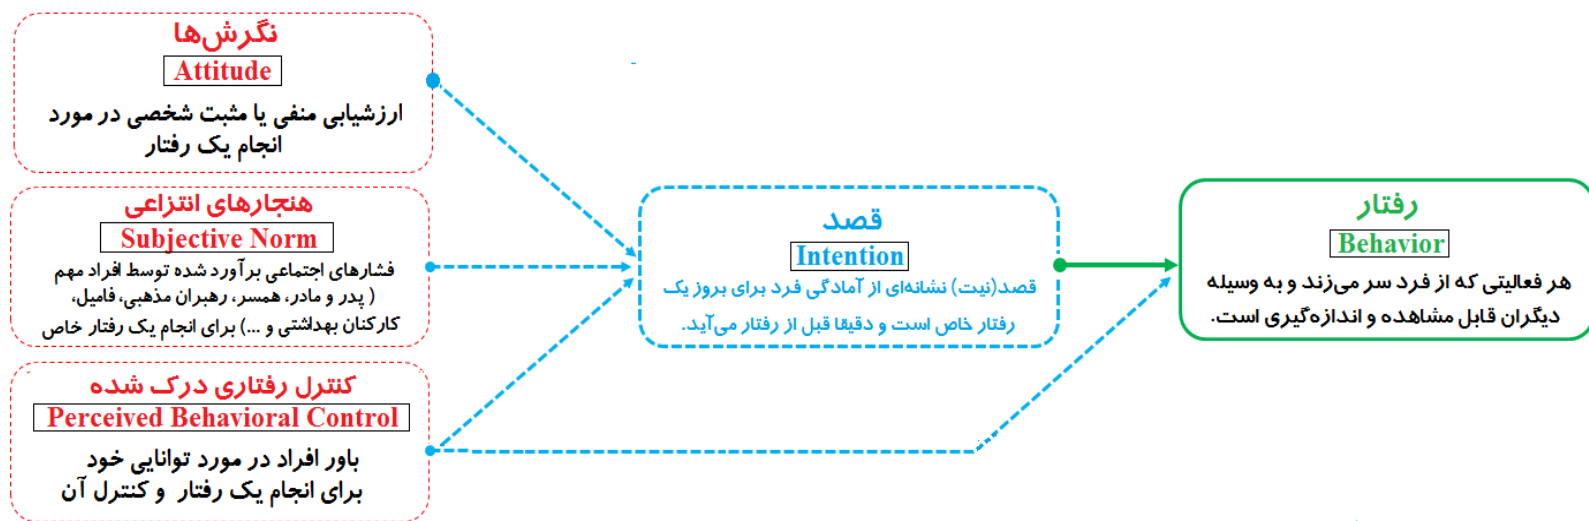 نگرش‌ها
Attitude
ارزشیابی منفی یا مثبت شخصی در مورد
انجام یک رفتار
هنجارهای انتزاعی
Subjective Norm
فشارهای اجتماعی برآورد شده توسط افراد مهم
( پدر و مادر، همسر، رهبران مذهبی، فامیل،
کارکنان بهداشتی و ...) برای انجام یک رفتار خاص
کنترل رفتاری درک شده
Perceived Behavioral Control
باور افراد در مورد توانایی خود
برای انجام یک رفتار و کنترل آن
قصد
Intention
قصد(نیت) نشانه‌ای از آمادگی فرد برای بروز یک
رفتار خاص است و دقیقا قبل از رفتار می‌آید.
رفتار
Behavior
هر فعالیتی که از فرد سر می‌زند و به وسیله
دیگران قابل مشاهده و اندازه‌گیری است.